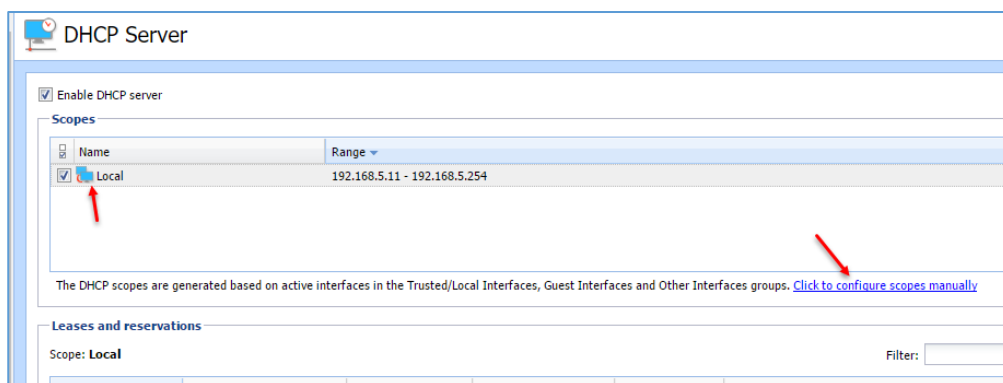 DHCP Server
Enable DHCP server
Scopes
Name Range
Local 192.168.5.11 - 192.168.5.254
The DHCP scopes are generated based on active interfaces in the Trusted/Local Interfaces, Guest Interfaces and Other Interfaces groups. Click to configure scopes manually
Leases and reservations
Scope: Local Filter: